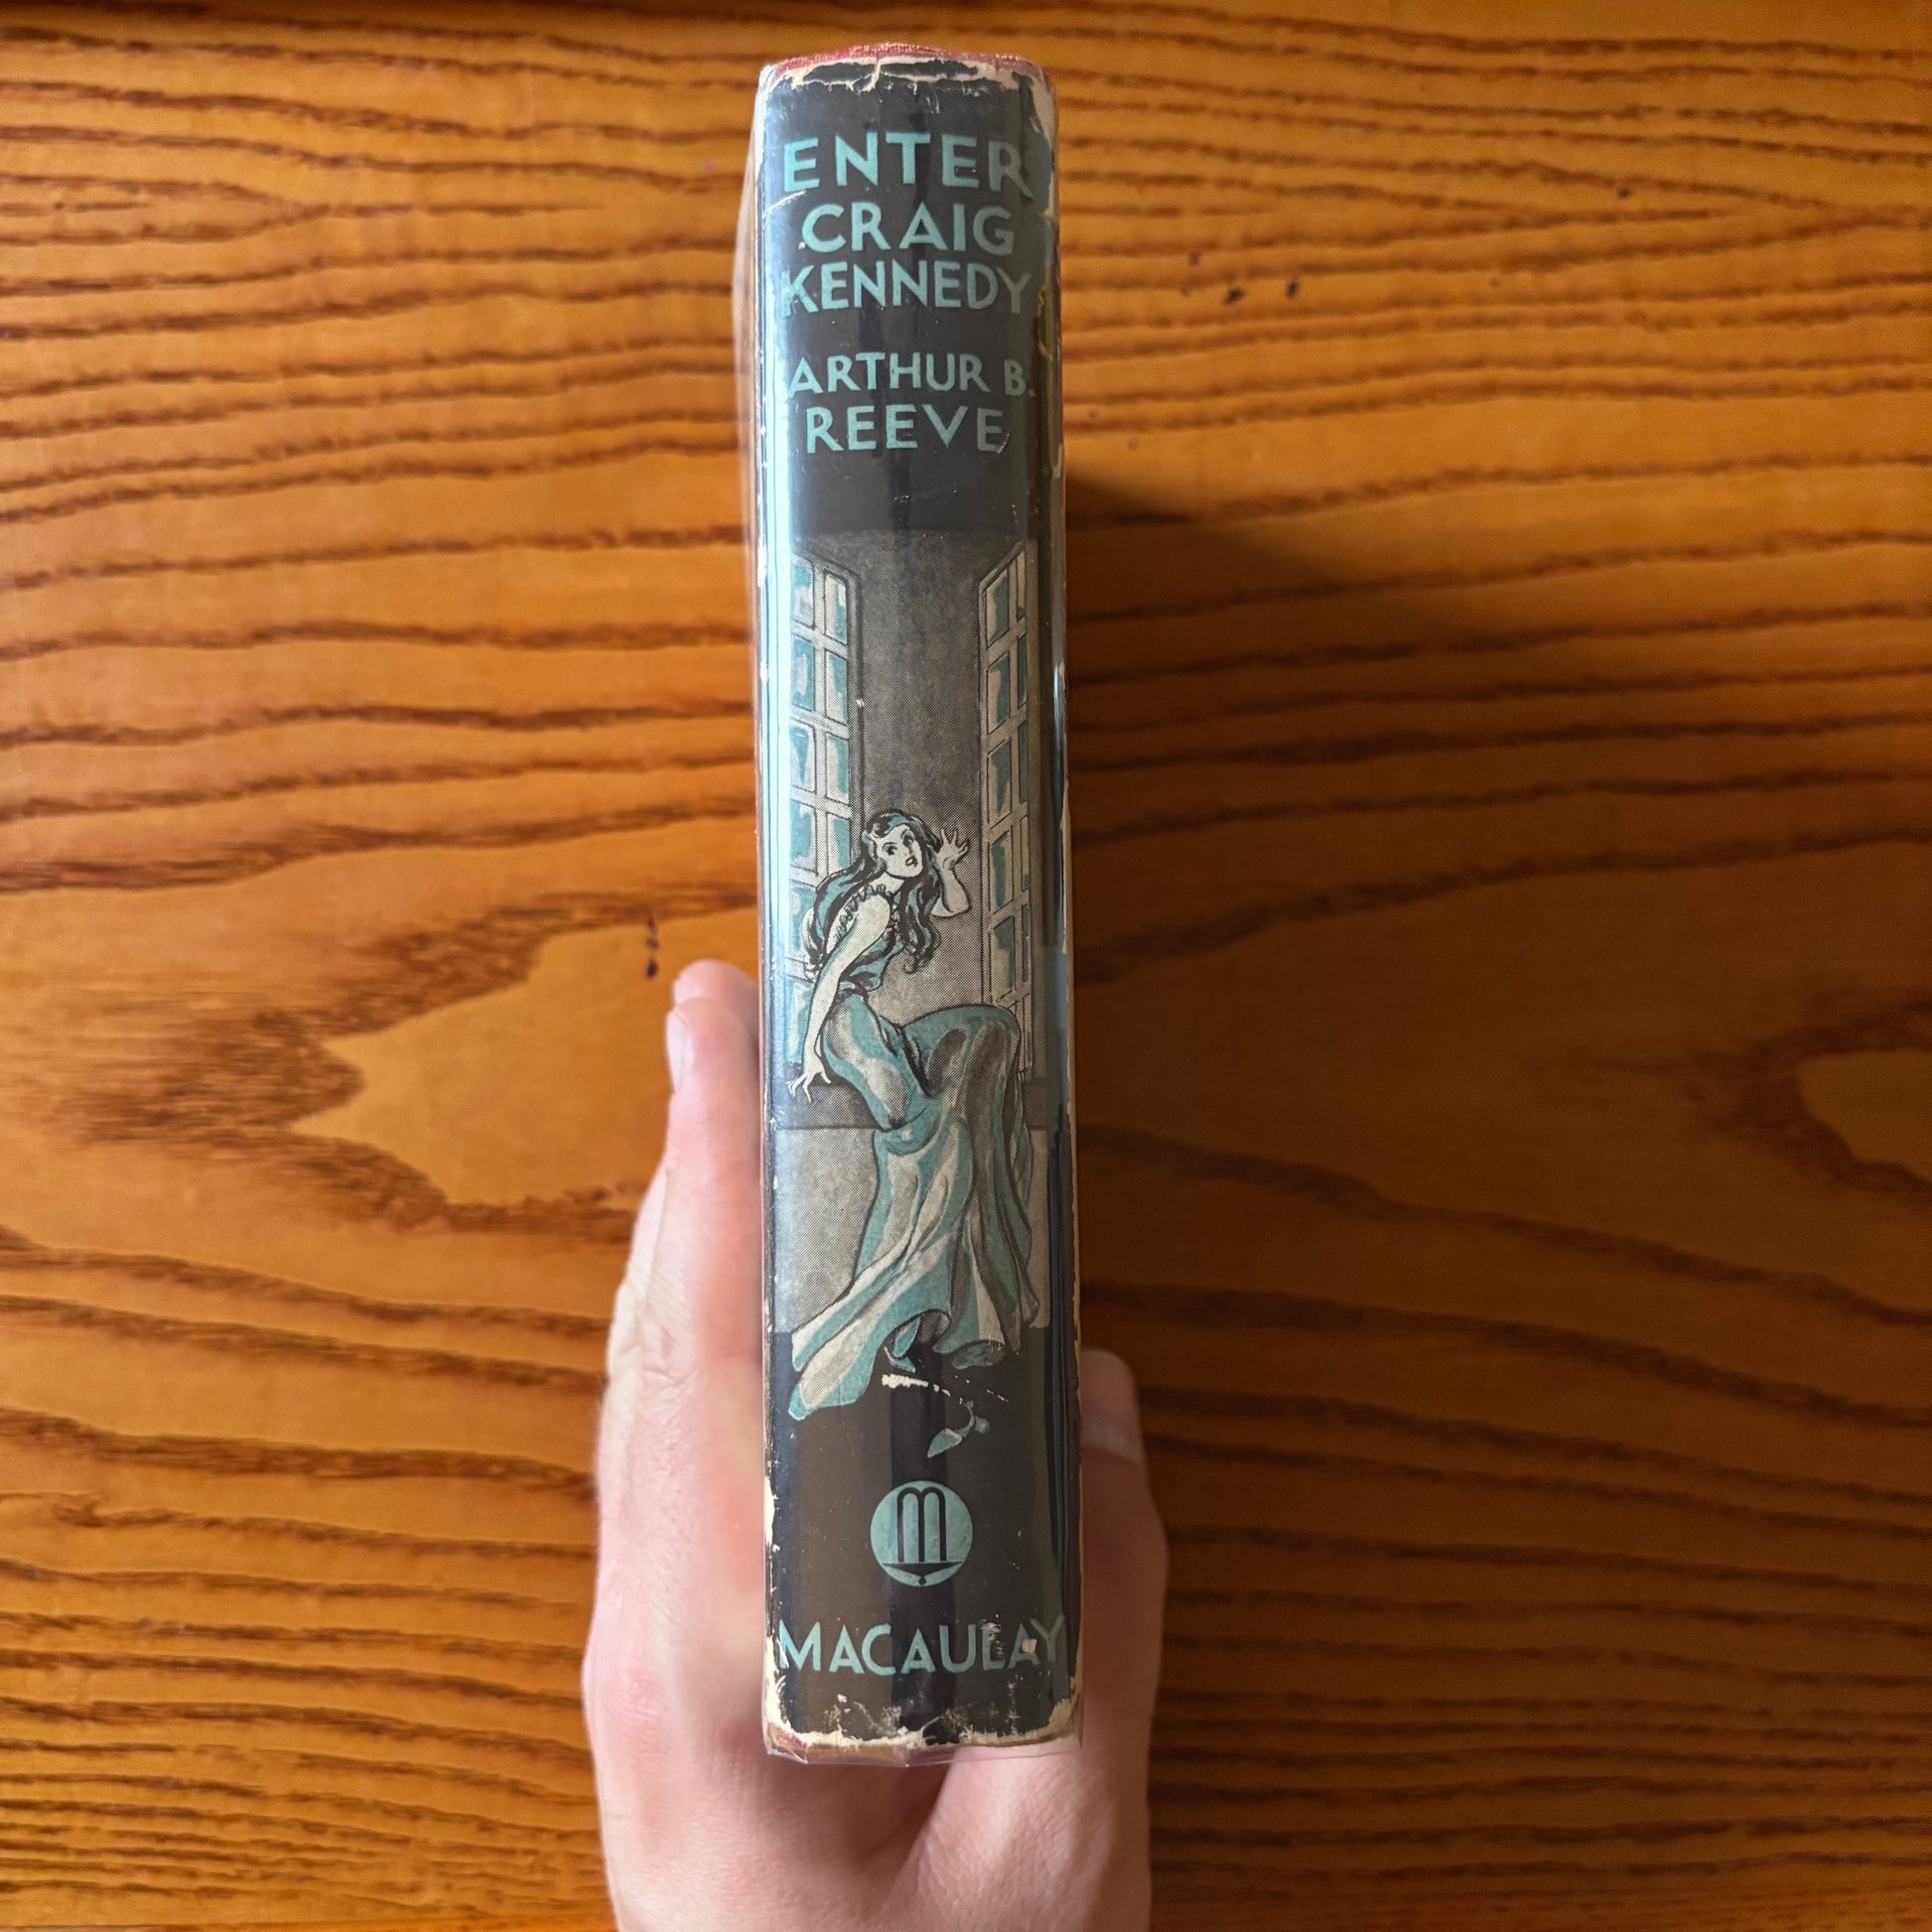 ENTER
CRAIG
KENNEDY
ARTHUR B.
REEVE
m
MACAULAY